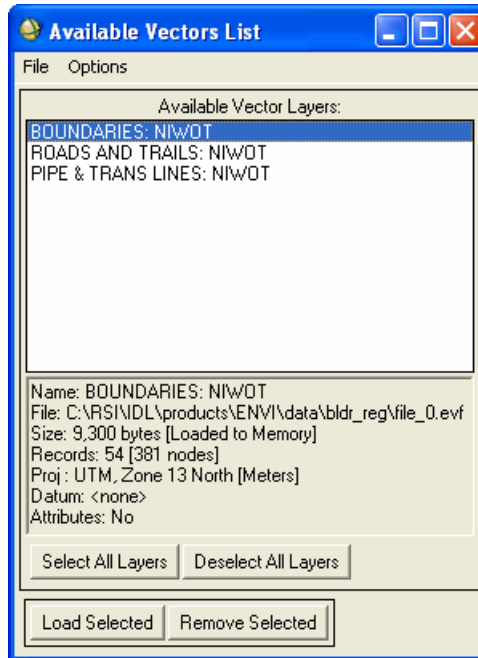 Available Vectors List
File Options
Available Vector Layers:
BOUNDARIES: NIWOT
ROADS AND TRAILS: NIWOT
PIPE & TRANS LINES: NIWOT
Name: BOUNDARIES: NIWOT
File: C:\RSI\IDL\products\ENVI\data\bldr_reg\file_0.evf
Size: 9,300 bytes [Loaded to Memory]
Records: 54 [381 nodes]
Proj : UTM, Zone 13 North [Meters]
Datum: <none>
Attributes: No
Select All Layers Deselect All Layers
Load Selected Remove Selected